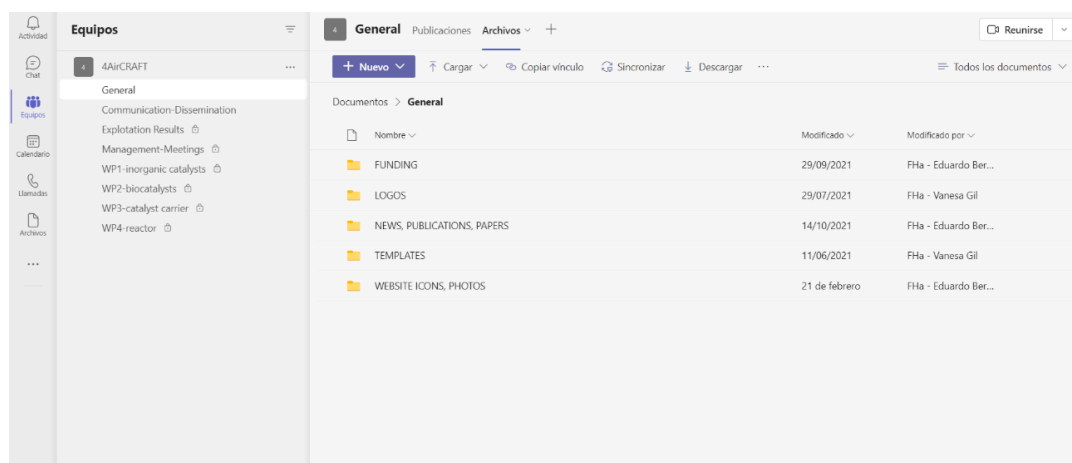 Actividad
Chat
Equipos
Calendario
Llamadas
Archivos
Equipos
4 4AirCRAFT
General
Communication-Dissemination
Explotation Results
Management-Meetings
WP1-inorganic catalysts
WP2-biocatalysts
WP3-catalyst carrier
WP4-reactor
4 General Publicaciones Archivos
Reunirse
Nuevo Cargar Copiar vínculo Sincronizar Descargar Todos los documentos
Documentos > General
Nombre Modificado Modificado por
FUNDING 29/09/2021 FHa - Eduardo Ber...
LOGOS 29/07/2021 FHa - Vanesa Gil
NEWS, PUBLICATIONS, PAPERS 14/10/2021 FHa - Eduardo Ber...
TEMPLATES 11/06/2021 FHa - Vanesa Gil
WEBSITE ICONS, PHOTOS 21 de febrero FHa - Eduardo Ber...